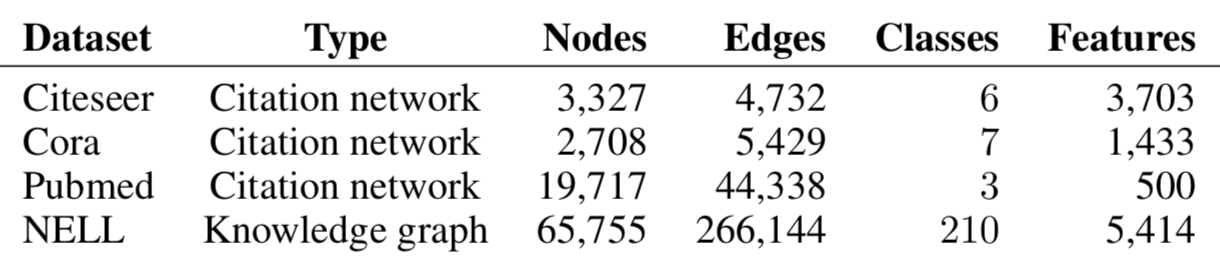 Dataset Type Nodes Edges Classes Features
Citeseer Citation network 3,327 4,732 6 3,703
Cora Citation network 2,708 5,429 7 1,433
Pubmed Citation network 19,717 44,338 3 500
NELL Knowledge graph 65,755 266,144 210 5,414